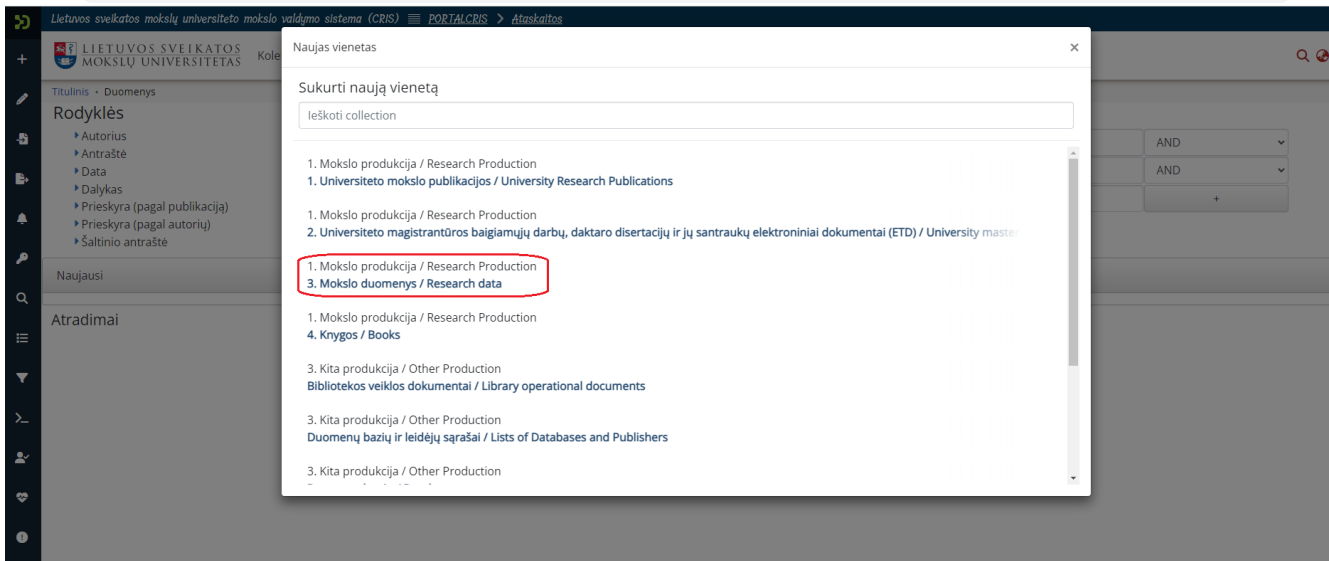 Lietuvos sveikatos mokslų universiteto mokslo valdymo sistema (CRIS) PORTALCRIS > Ataskaitos
LIETUVOS SVEIKATOS
MOKSLŲ UNIVERSITETAS
Kole
Titulinis • Duomenys
Rodyklės
Autorius
Antraštė
Data
Dalykas
Prieskyra (pagal publikaciją)
Prieskyra (pagal autorių)
Šaltinio antraštė
Naujausi
Atradimai
Naujas vienetas ×
Sukurti naują vienetą
Ieškoti collection
1. Mokslo produkcija / Research Production
1. Universiteto mokslo publikacijos / University Research Publications
1. Mokslo produkcija / Research Production
2. Universiteto magistrantūros baigiamųjų darbų, daktaro disertacijų ir jų santraukų elektroniniai dokumentai (ETD) / University master
1. Mokslo produkcija / Research Production
3. Mokslo duomenys / Research data
1. Mokslo produkcija / Research Production
4. Knygos / Books
3. Kita produkcija / Other Production
Bibliotekos veiklos dokumentai / Library operational documents
3. Kita produkcija / Other Production
Duomenų bazių ir leidėjų sąrašai / Lists of Databases and Publishers
3. Kita produkcija / Other Production
AND
AND
+